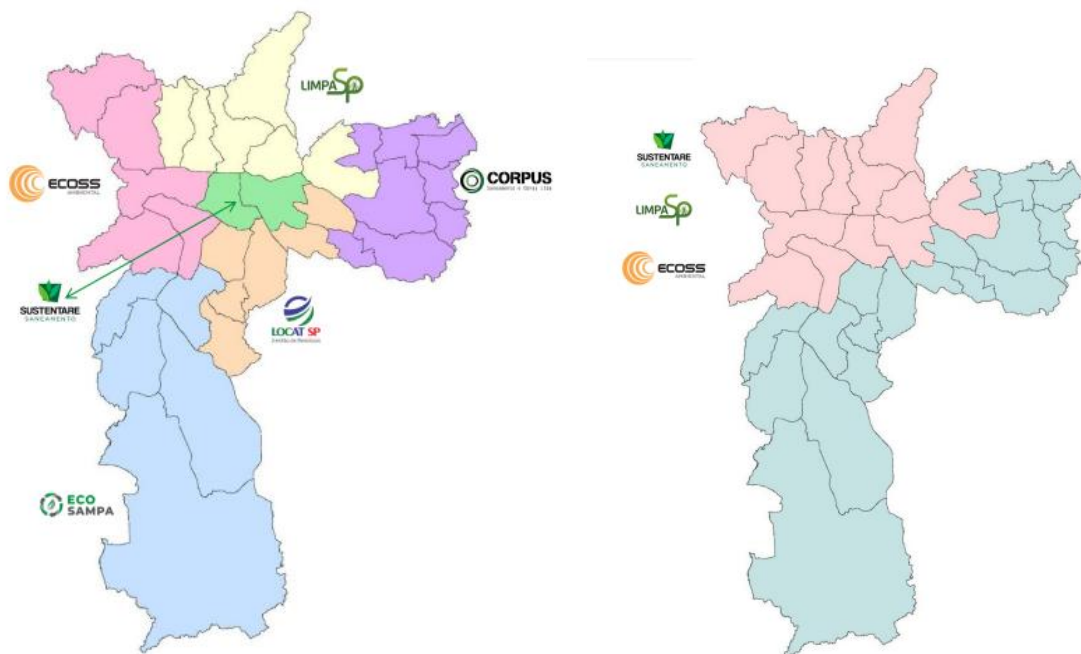 LIMPA SP
ECOSS
AMBIENTAL
CORPUS
SUSTENTARE
SANEAMENTO
LOCAT SP
ECO
SAMPA
SUSTENTARE
SANEAMENTO
LIMPA SP
ECOSS
AMBIENTAL